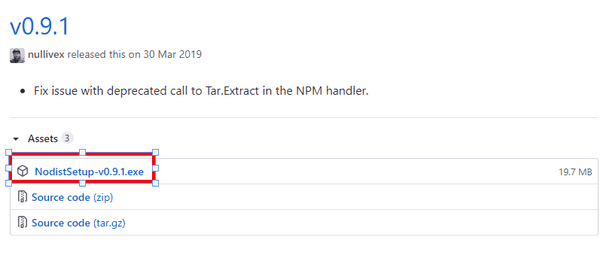 v0.9.1
nullivex released this on 30 Mar 2019
• Fix issue with deprecated call to Tar.Extract in the NPM handler.
Assets 3
NodistSetup-v0.9.1.exe 19.7 MB
Source code (zip)
Source code (tar.gz)